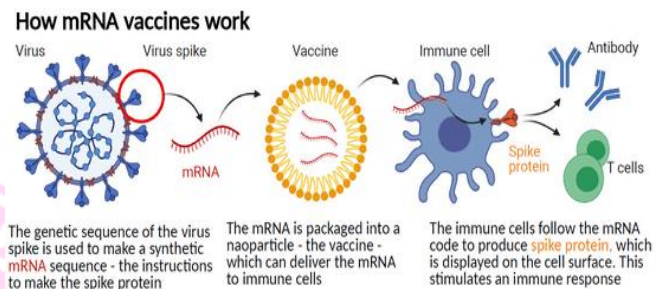 How mRNA vaccines work
Virus
Virus spike
Vaccine
Immune cell
Antibody
mRNA
Spike
protein
T cells
The genetic sequence of the virus
spike is used to make a synthetic
mRNA sequence - the instructions
to make the spike protein
The mRNA is packaged into a
naoparticle - the vaccine -
which can deliver the mRNA
to immune cells
The immune cells follow the mRNA
code to produce spike protein, which
is displayed on the cell surface. This
stimulates an immune response